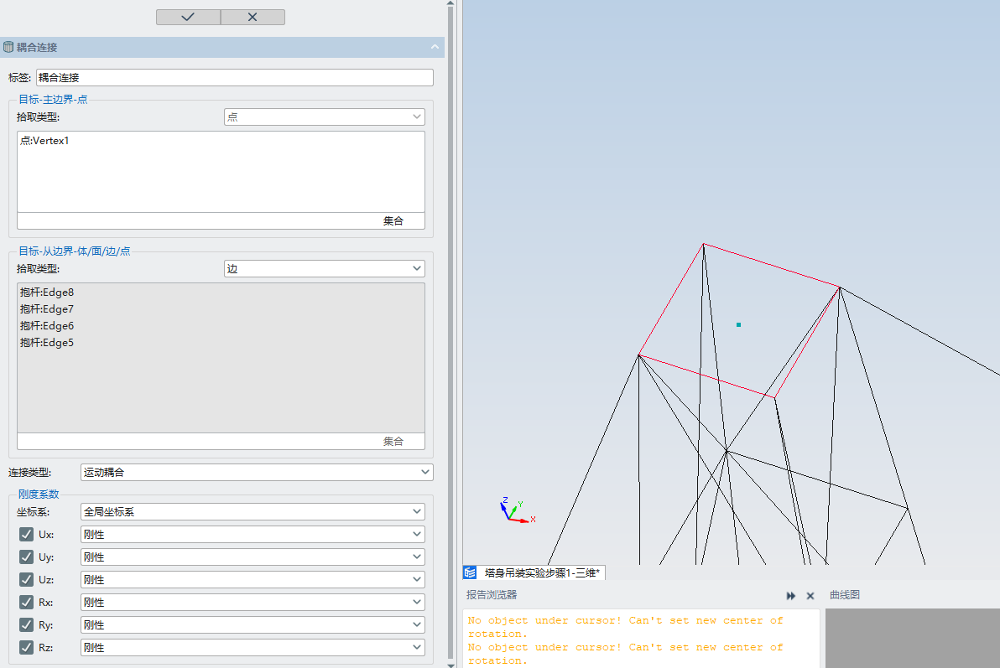 耦合连接
标签: 耦合连接
目标-主边界-点
拾取类型: 点
点:Vertex1
集合
目标-从边界-体/面/边/点
拾取类型: 边
抱杆:Edge8
抱杆:Edge7
抱杆:Edge6
抱杆:Edge5
集合
连接类型: 运动耦合
刚度系数
坐标系: 全局坐标系
Ux: 刚性
Uy: 刚性
Uz: 刚性
Rx: 刚性
Ry: 刚性
Rz: 刚性
Z
Y
X
塔身吊装实验步骤1-三维*
报告浏览器
曲线图
No object under cursor! Can't set new center of
rotation.
No object under cursor! Can't set new center of
rotation.